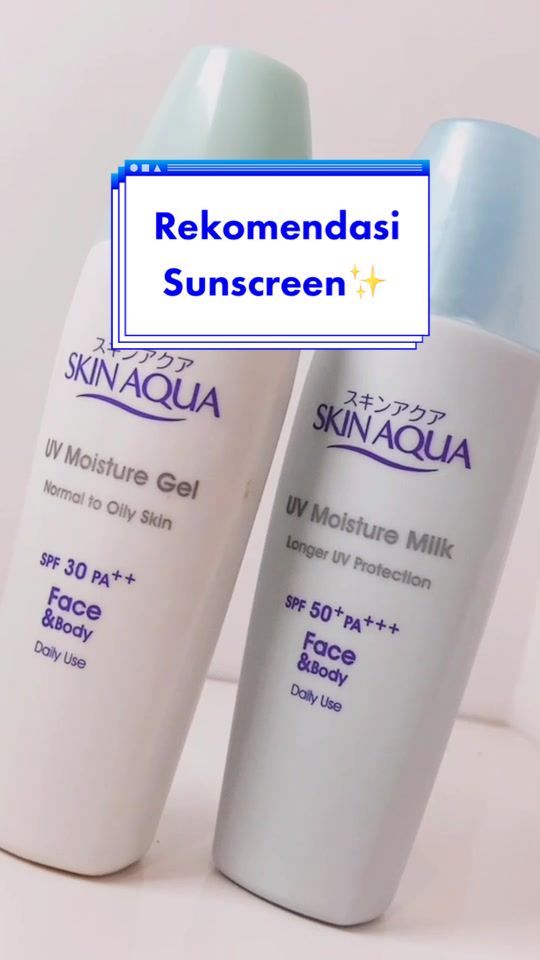 Rekomendasi
Sunscreen✨
スキンアクア
SKIN AQUA
UV Moisture Gel
Normal to Oily Skin
SPF 30 PA++
Face
&Body
Daily Use
スキンアクア
SKIN AQUA
UV Moisture Milk
Longer UV Protection
SPF 50+ PA+++
Face
&Body
Daily Use